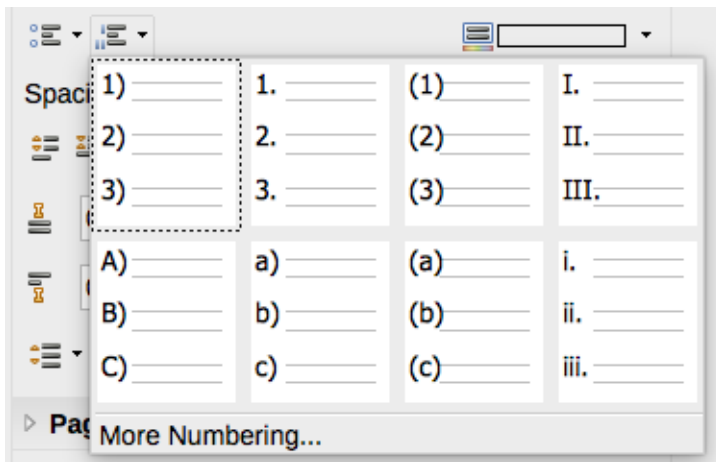 Spaci
1) 1. (1) I.
2) 2. (2) II.
3) 3. (3) III.
A) a) (a) i.
B) b) (b) ii.
C) c) (c) iii.
Pag
More Numbering...